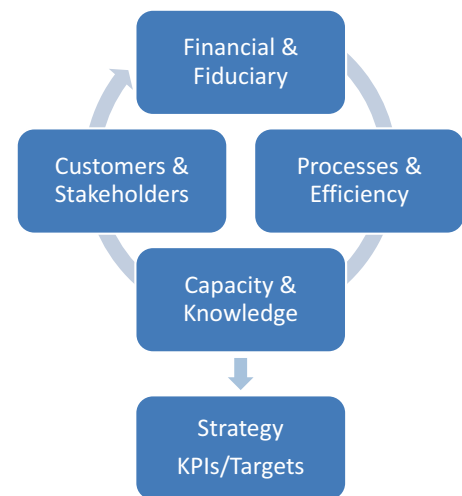 Financial &
Fiduciary
Customers &
Stakeholders
Processes &
Efficiency
Capacity &
Knowledge
Strategy
KPIs/Targets